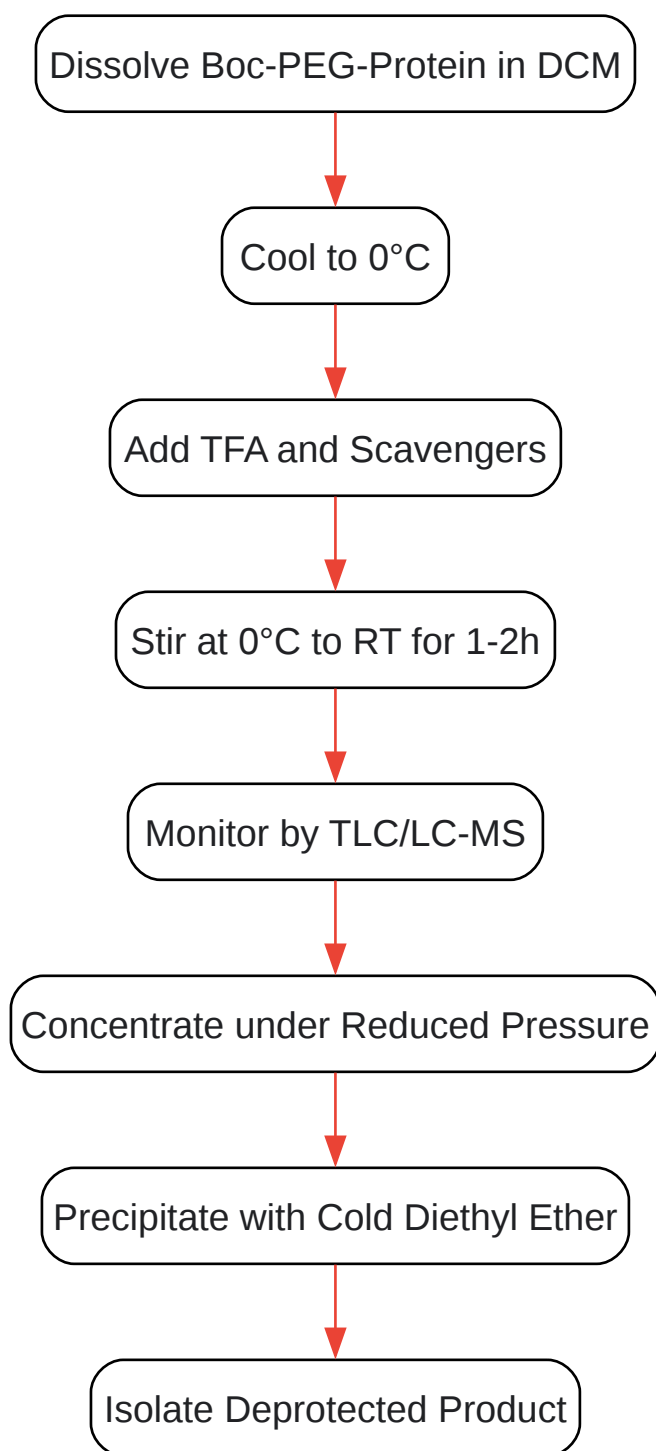 Dissolve Boc-PEG-Protein in DCM
Cool to 0°C
Add TFA and Scavengers
Stir at 0°C to RT for 1-2h
Monitor by TLC/LC-MS
Concentrate under Reduced Pressure
Precipitate with Cold Diethyl Ether
Isolate Deprotected Product